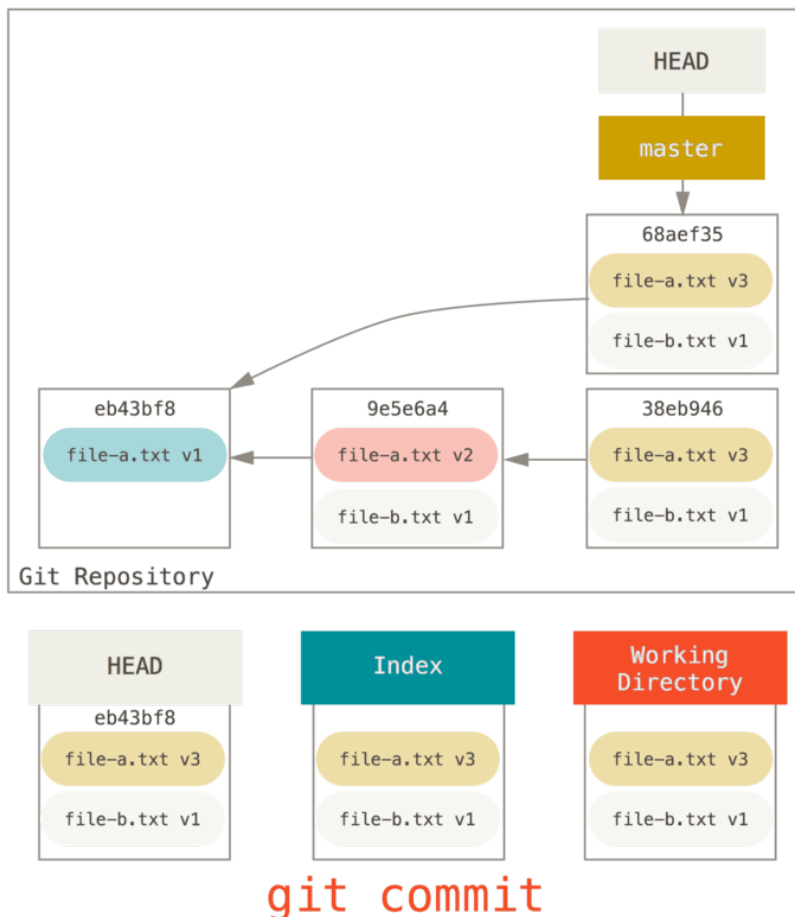 HEAD
master
68aef35
file-a.txt v3
file-b.txt v1
eb43bf8 9e5e6a4 38eb946
file-a.txt v1 file-a.txt v2 file-a.txt v3
file-b.txt v1 file-b.txt v1
Git Repository
HEAD Index Working
Directory
eb43bf8
file-a.txt v3 file-a.txt v3 file-a.txt v3
file-b.txt v1 file-b.txt v1 file-b.txt v1
git commit